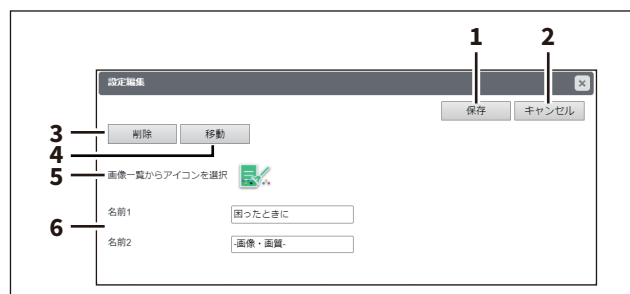 1 2
設定編集
保存 キャンセル
3 削除 移動
4
5 画像一覧からアイコンを選択
名前1 困ったときに
6
名前2 -画像・画質-